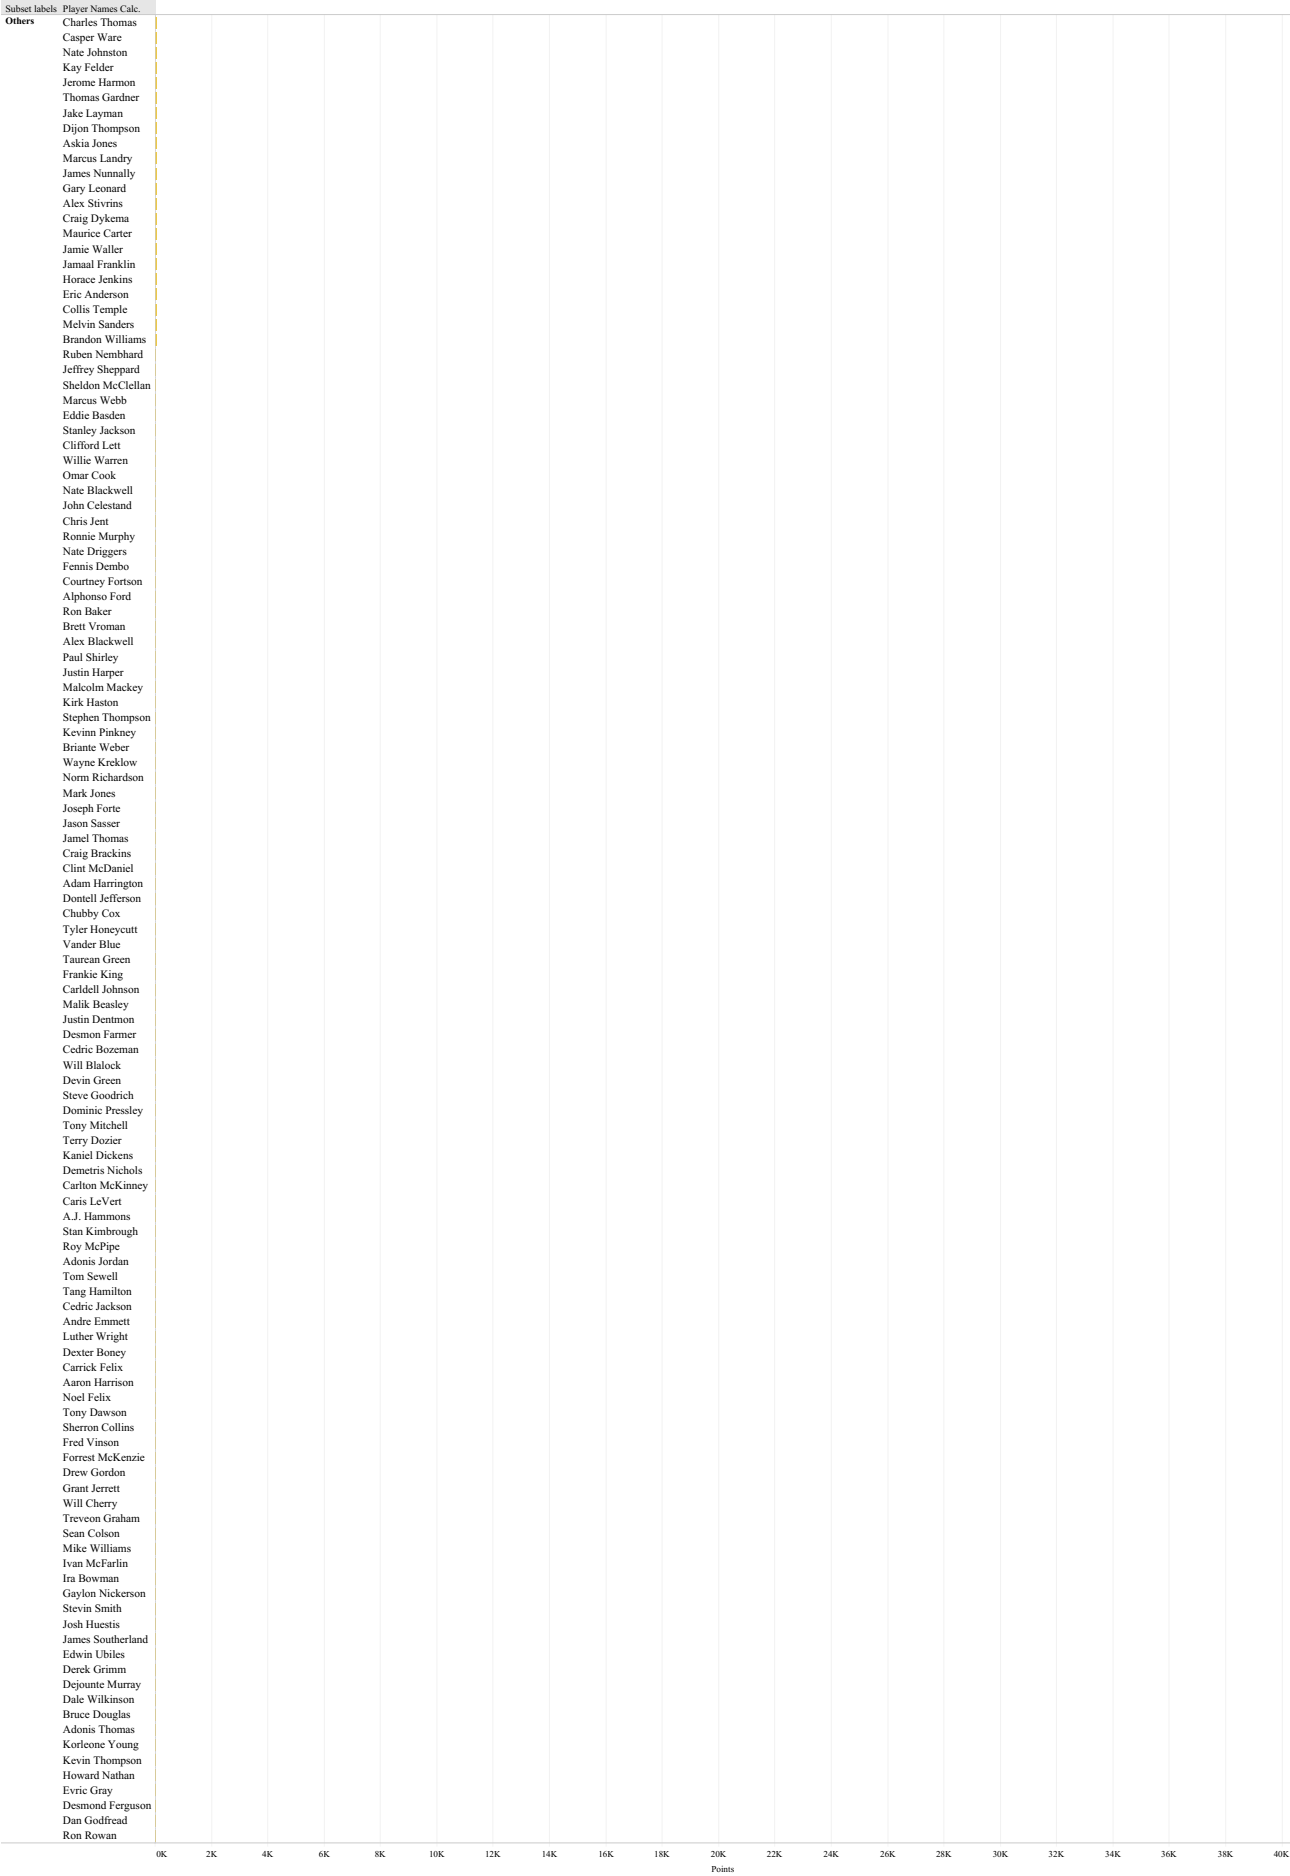 Subset labels Player Names Calc.
Others Charles Thomas
Casper Ware
Nate Johnston
Kay Felder
Jerome Harmon
Thomas Gardner
Jake Layman
Dijon Thompson
Askia Jones
Marcus Landry
James Nunnally
Gary Leonard
Alex Stivrins
Craig Dykema
Maurice Carter
Jamie Waller
Jamaal Franklin
Horace Jenkins
Eric Anderson
Collis Temple
Melvin Sanders
Brandon Williams
Ruben Nembhard
Jeffrey Sheppard
Sheldon McClellan
Marcus Webb
Eddie Basden
Stanley Jackson
Clifford Lett
Willie Warren
Omar Cook
Nate Blackwell
John Celestand
Chris Jent
Ronnie Murphy
Nate Driggers
Fennis Dembo
Courtney Fortson
Alphonso Ford
Ron Baker
Brett Vroman
Alex Blackwell
Paul Shirley
Justin Harper
Malcolm Mackey
Kirk Haston
Stephen Thompson
Kevinn Pinkney
Briante Weber
Wayne Kreklow
Norm Richardson
Mark Jones
Joseph Forte
Jason Sasser
Jamel Thomas
Craig Brackins
Clint McDaniel
Adam Harrington
Dontell Jefferson
Chubby Cox
Tyler Honeycutt
Vander Blue
Taurean Green
Frankie King
Carldell Johnson
Malik Beasley
Justin Dentmon
Desmon Farmer
Cedric Bozeman
Will Blalock
Devin Green
Steve Goodrich
Dominic Pressley
Tony Mitchell
Terry Dozier
Kaniel Dickens
Demetris Nichols
Carlton McKinney
Caris LeVert
A.J. Hammons
Stan Kimbrough
Roy McPipe
Adonis Jordan
Tom Sewell
Tang Hamilton
Cedric Jackson
Andre Emmett
Luther Wright
Dexter Boney
Carrick Felix
Aaron Harrison
Noel Felix
Tony Dawson
Sherron Collins
Fred Vinson
Forrest McKenzie
Drew Gordon
Grant Jerrett
Will Cherry
Treveon Graham
Sean Colson
Mike Williams
Ivan McFarlin
Ira Bowman
Gaylon Nickerson
Stevin Smith
Josh Huestis
James Southerland
Edwin Ubiles
Derek Grimm
Dejounte Murray
Dale Wilkinson
Bruce Douglas
Adonis Thomas
Korleone Young
Kevin Thompson
Howard Nathan
Evric Gray
Desmond Ferguson
Dan Godfread
Ron Rowan
0K 2K 4K 6K 8K 10K 12K 14K 16K 18K 20K 22K 24K 26K 28K 30K 32K 34K 36K 38K 40K
Points